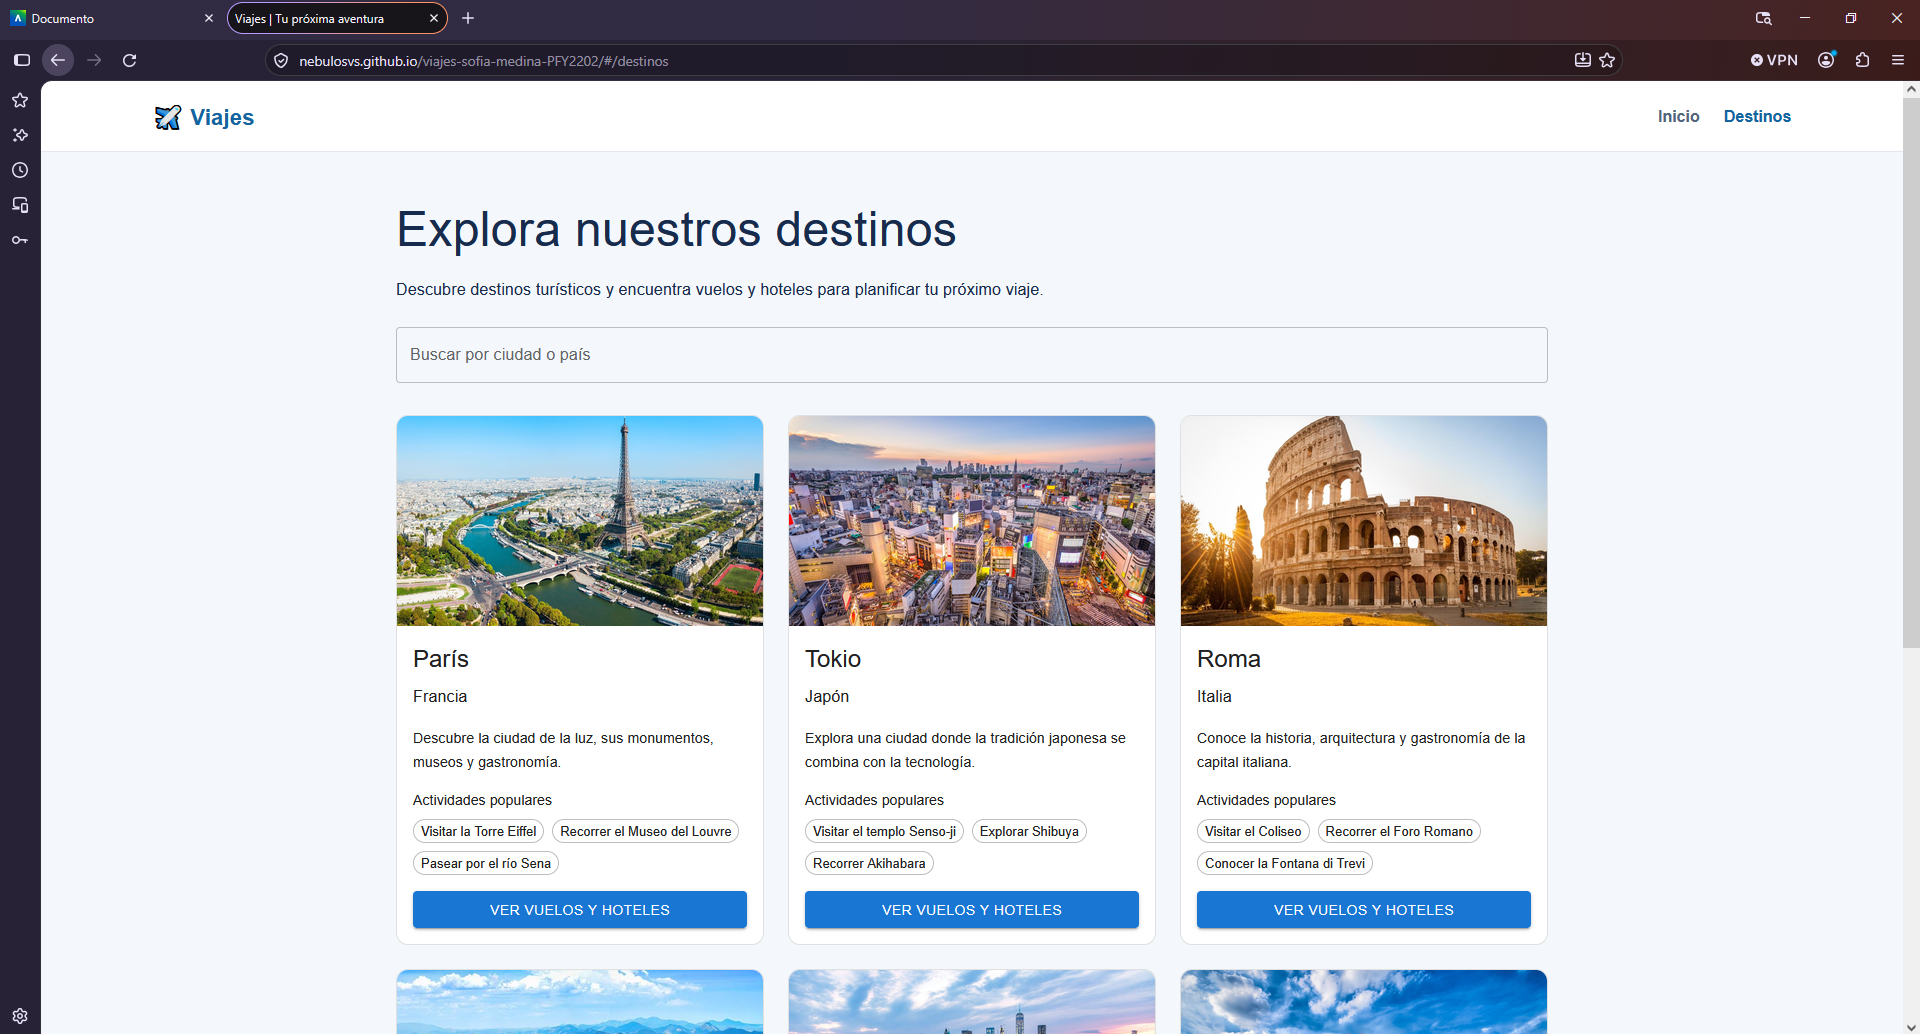 Documento
Viajes | Tu próxima aventura
nebulosvs.github.io/viajes-sofia-medina-PFY2202/#/destinos
VPN
Viajes
Inicio
Destinos
Explora nuestros destinos
Descubre destinos turísticos y encuentra vuelos y hoteles para planificar tu próximo viaje.
Buscar por ciudad o país
París
Francia
Descubre la ciudad de la luz, sus monumentos,
museos y gastronomía.
Actividades populares
Visitar la Torre Eiffel
Recorrer el Museo del Louvre
Pasear por el río Sena
VER VUELOS Y HOTELES
Tokio
Japón
Explora una ciudad donde la tradición japonesa se
combina con la tecnología.
Actividades populares
Visitar el templo Senso-ji
Explorar Shibuya
Recorrer Akihabara
VER VUELOS Y HOTELES
Roma
Italia
Conoce la historia, arquitectura y gastronomía de la
capital italiana.
Actividades populares
Visitar el Coliseo
Recorrer el Foro Romano
Conocer la Fontana di Trevi
VER VUELOS Y HOTELES